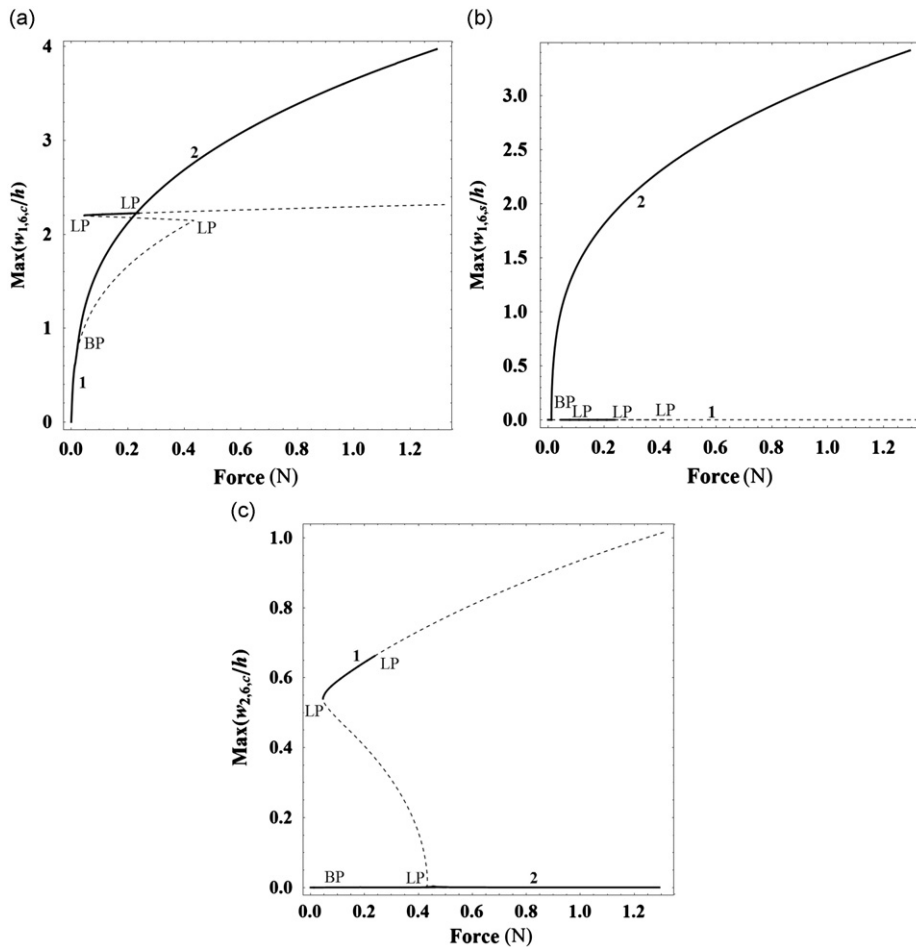 (a)
Max(w1,6,c/h)
4
3
2
1
0
2
LP
LP
LP
BP
1
0.0 0.2 0.4 0.6 0.8 1.0 1.2
Force (N)
(b)
Max(w1,6,s/h)
3.0
2.5
2.0
1.5
1.0
0.5
0.0
2
BP LP LP LP 1
0.0 0.2 0.4 0.6 0.8 1.0 1.2
Force (N)
(c)
Max(w2,6,c/h)
1.0
0.8
0.6
0.4
0.2
0.0
1
LP
LP
BP LP 2
0.0 0.2 0.4 0.6 0.8 1.0 1.2
Force (N)